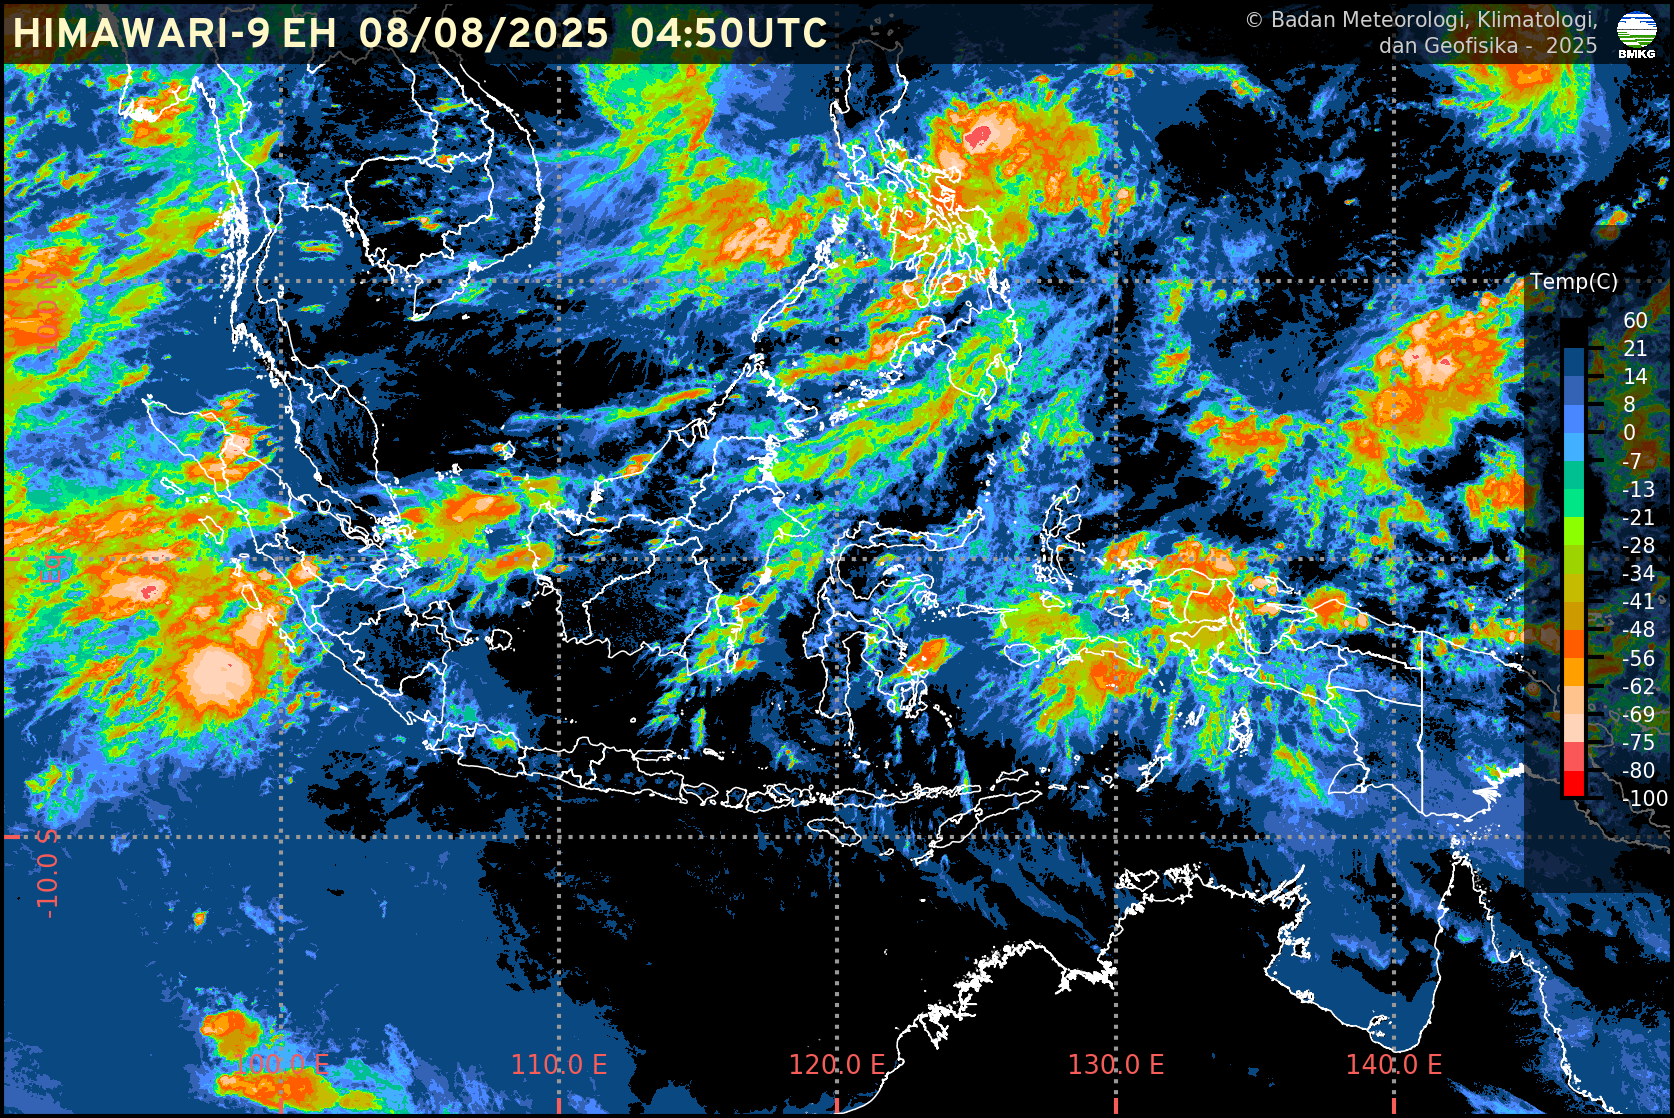 HIMAWARI-9 EH 08/08/2025 04:50UTC
© Badan Meteorologi, Klimatologi,
dan Geofisika - 2025
BMKG
Temp(C)
60
21
14
8
0
-7
-13
-21
-28
-34
-41
-48
-56
-62
-69
-75
-80
-100
10.0 N
EQ
-10.0 S
100.0 E
110.0 E
120.0 E
130.0 E
140.0 E